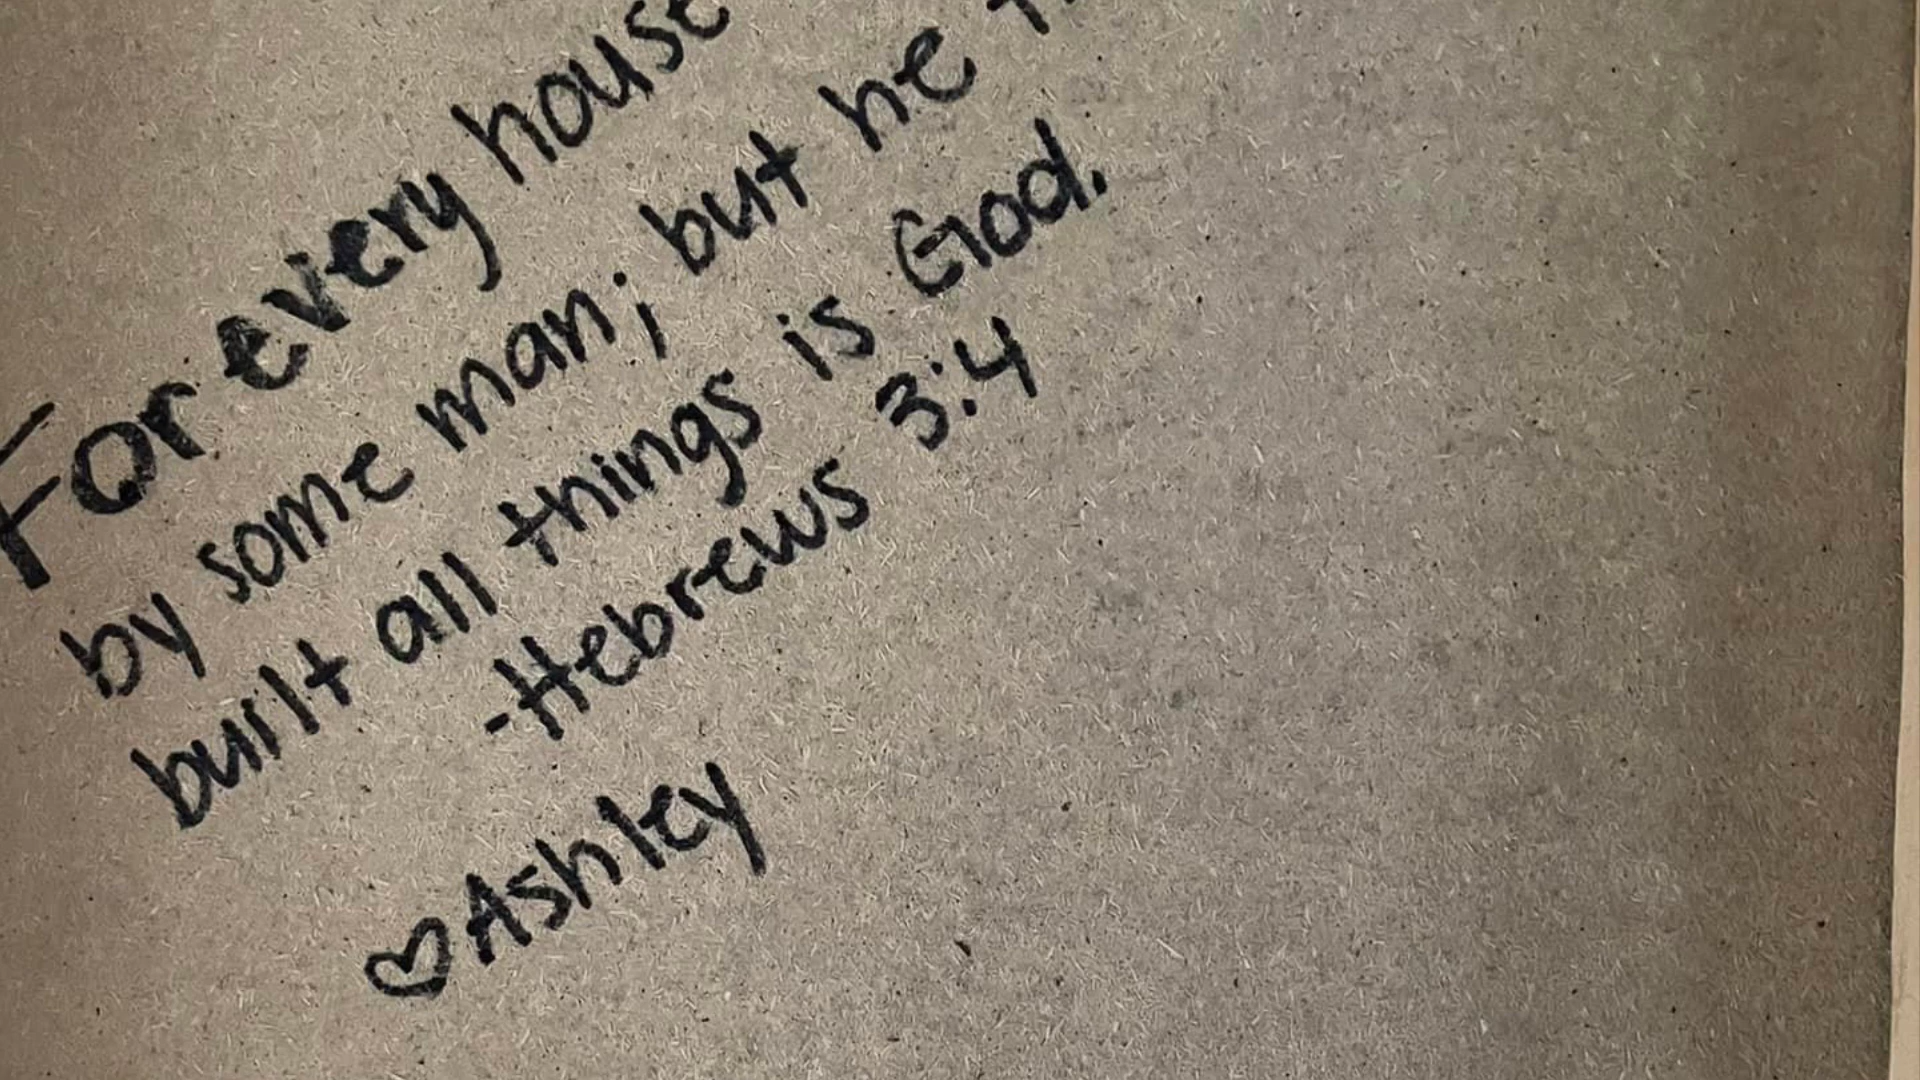 For every house
by some man; but he
built all things is God.
-Hebrews 3:4
♡Ashley